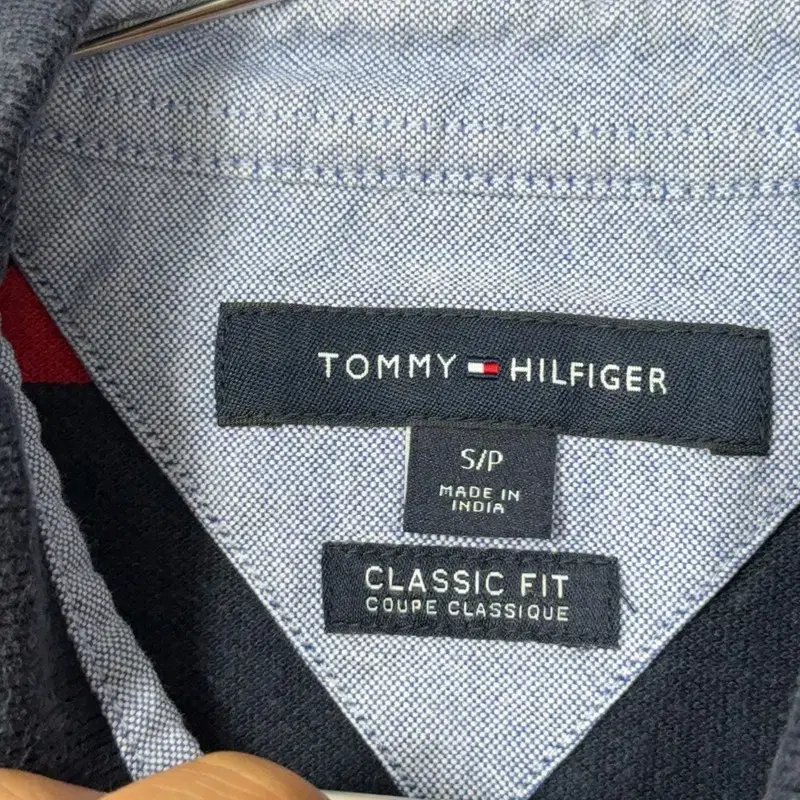 TOMMY HILFIGER
S/P
MADE IN
INDIA
CLASSIC FIT
COUPE CLASSIQUE